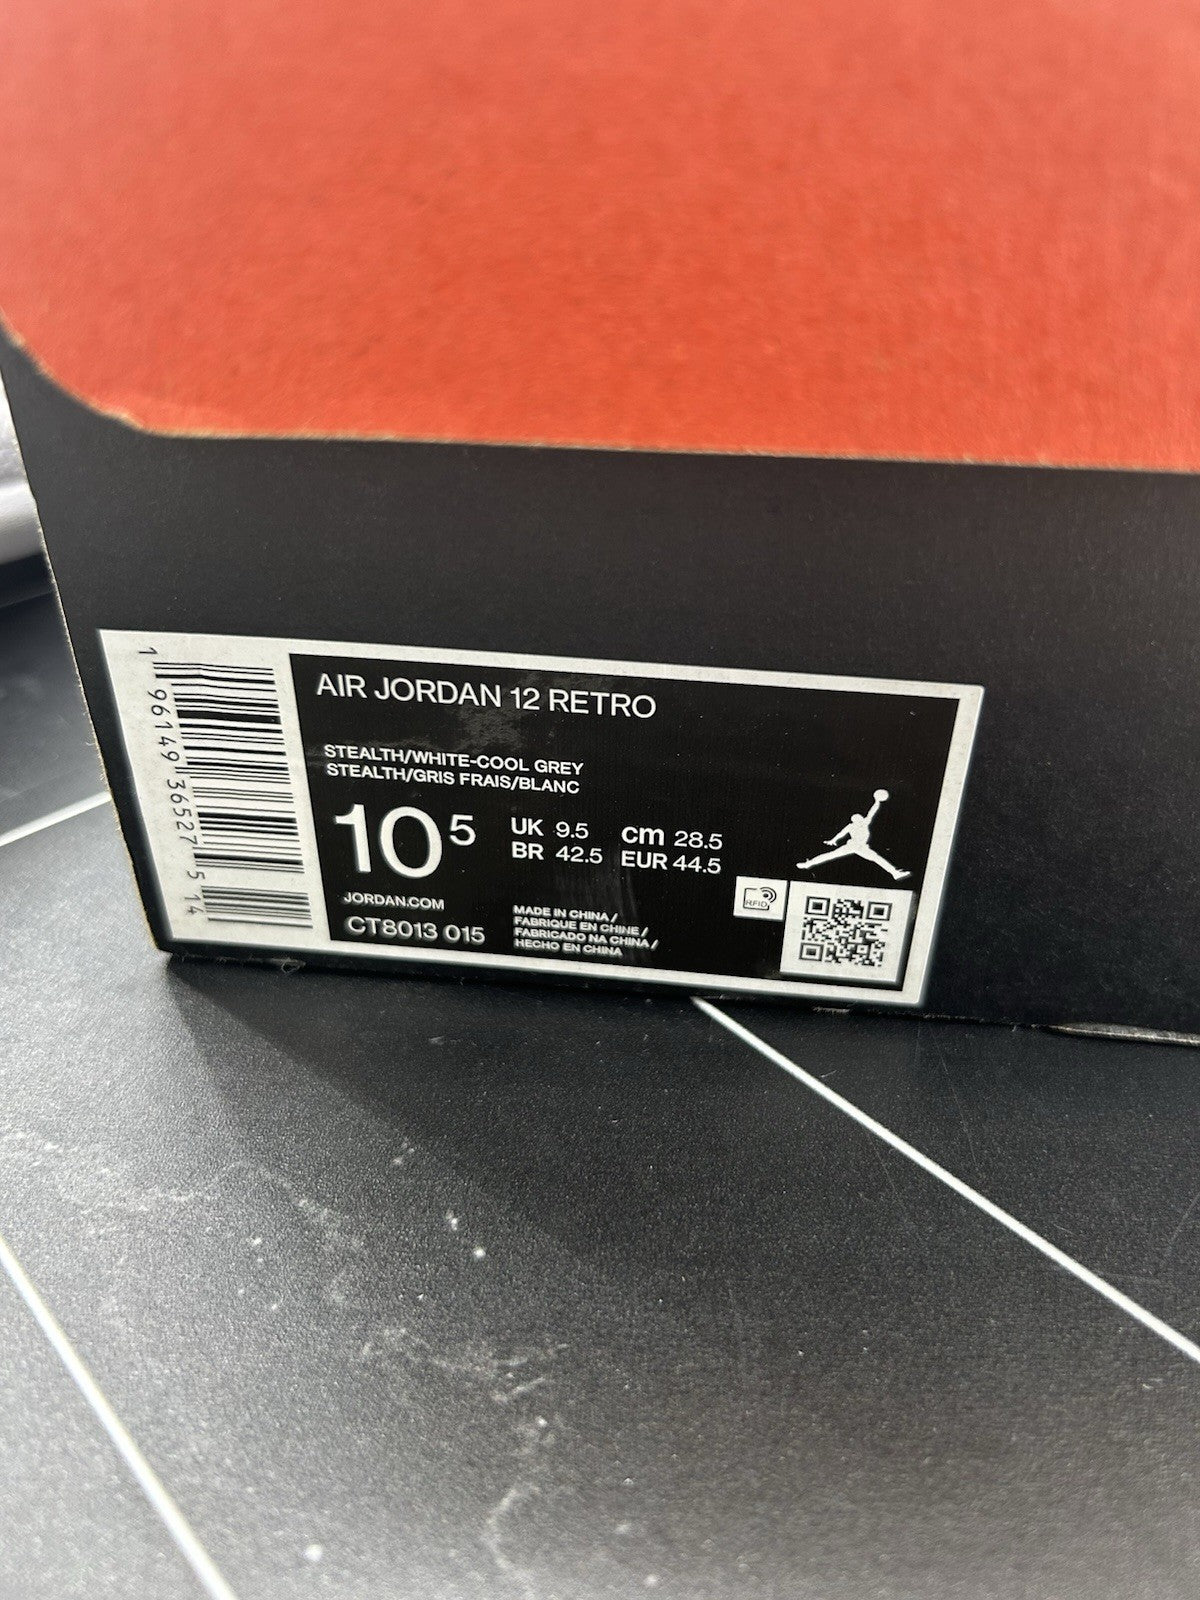 AIR JORDAN 12 RETRO
STEALTH/WHITE-COOL GREY
STEALTH/GRIS FRAIS/BLANC
10 5
UK 9.5 cm 28.5
BR 42.5 EUR 44.5
JORDAN.COM
CT8013 015
MADE IN CHINA /
FABRIQUE EN CHINE /
FABRICADO NA CHINA /
HECHO EN CHINA
RFID
1 96149 36527 5 14